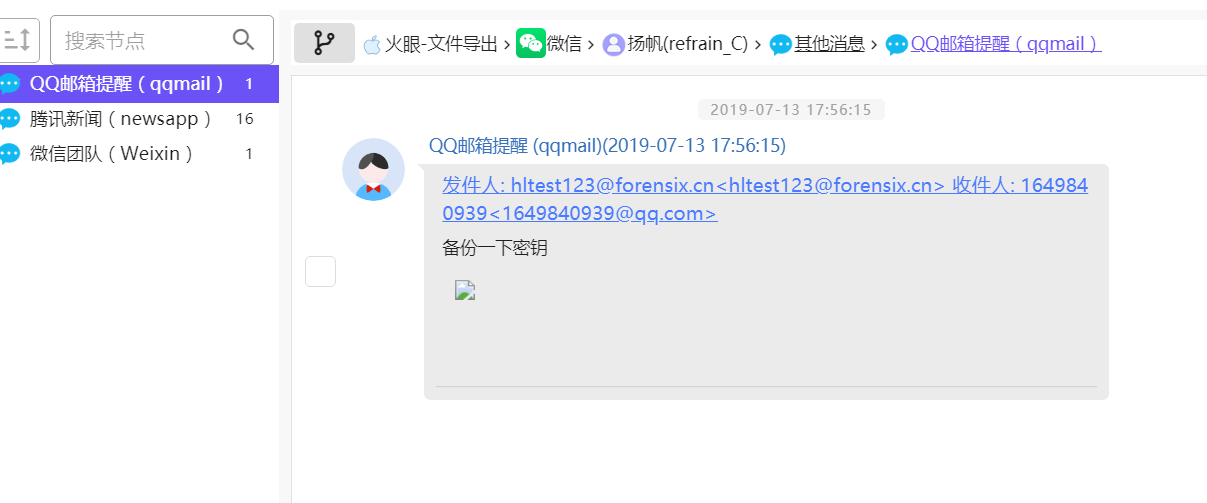 搜索节点
火眼-文件导出 › 微信 › 扬帆(refrain_C) › 其他消息 › QQ邮箱提醒（qqmail）
QQ邮箱提醒（qqmail） 1
腾讯新闻（newsapp） 16
微信团队（Weixin） 1
2019-07-13 17:56:15
QQ邮箱提醒 (qqmail)(2019-07-13 17:56:15)
发件人: hltest123@forensix.cn<hltest123@forensix.cn> 收件人: 164984
0939<1649840939@qq.com>
备份一下密钥